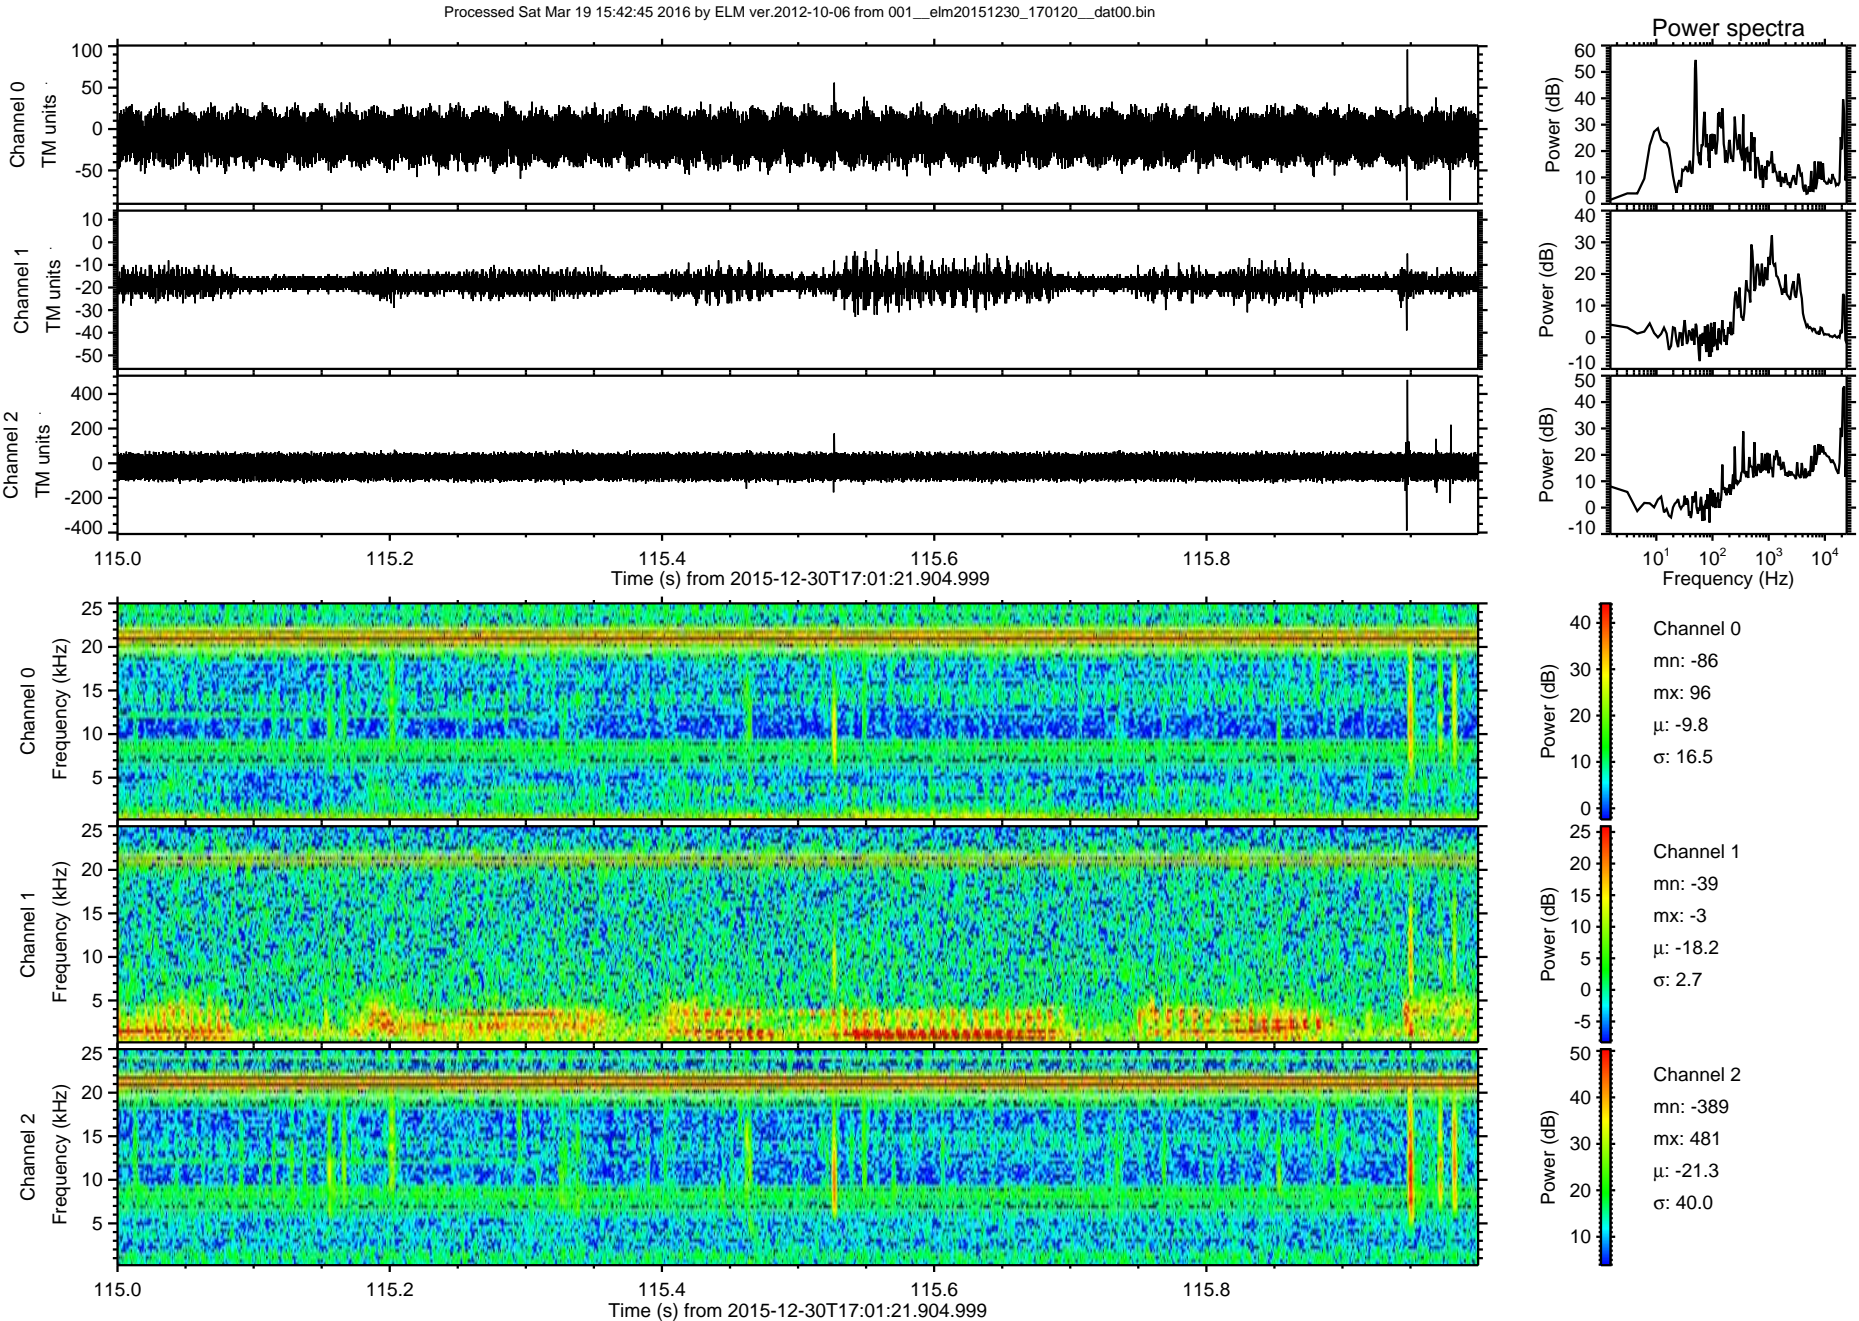 Processed Sat Mar 19 15:42:45 2016 by ELM ver.2012-10-06 from 001__elm20151230_170120__dat00.bin
Power spectra
Channel 0
TM units
100
50
0
-50
Power (dB)
60
50
40
30
20
10
0
Channel 1
TM units
10
0
-10
-20
-30
-40
-50
Power (dB)
40
30
20
10
0
-10
Channel 2
TM units
400
200
0
-200
-400
Power (dB)
50
40
30
20
10
0
-10
115.0 115.2 115.4 115.6 115.8
Time (s) from 2015-12-30T17:01:21.904.999
10¹ 10² 10³ 10⁴
Frequency (Hz)
Channel 0
Frequency (kHz)
25
20
15
10
5
Power (dB)
40
30
20
10
0
Channel 0
mn: -86
mx: 96
μ: -9.8
σ: 16.5
Channel 1
Frequency (kHz)
25
20
15
10
5
Power (dB)
25
20
15
10
5
0
-5
Channel 1
mn: -39
mx: -3
μ: -18.2
σ: 2.7
Channel 2
Frequency (kHz)
25
20
15
10
5
Power (dB)
50
40
30
20
10
Channel 2
mn: -389
mx: 481
μ: -21.3
σ: 40.0
115.0 115.2 115.4 115.6 115.8
Time (s) from 2015-12-30T17:01:21.904.999